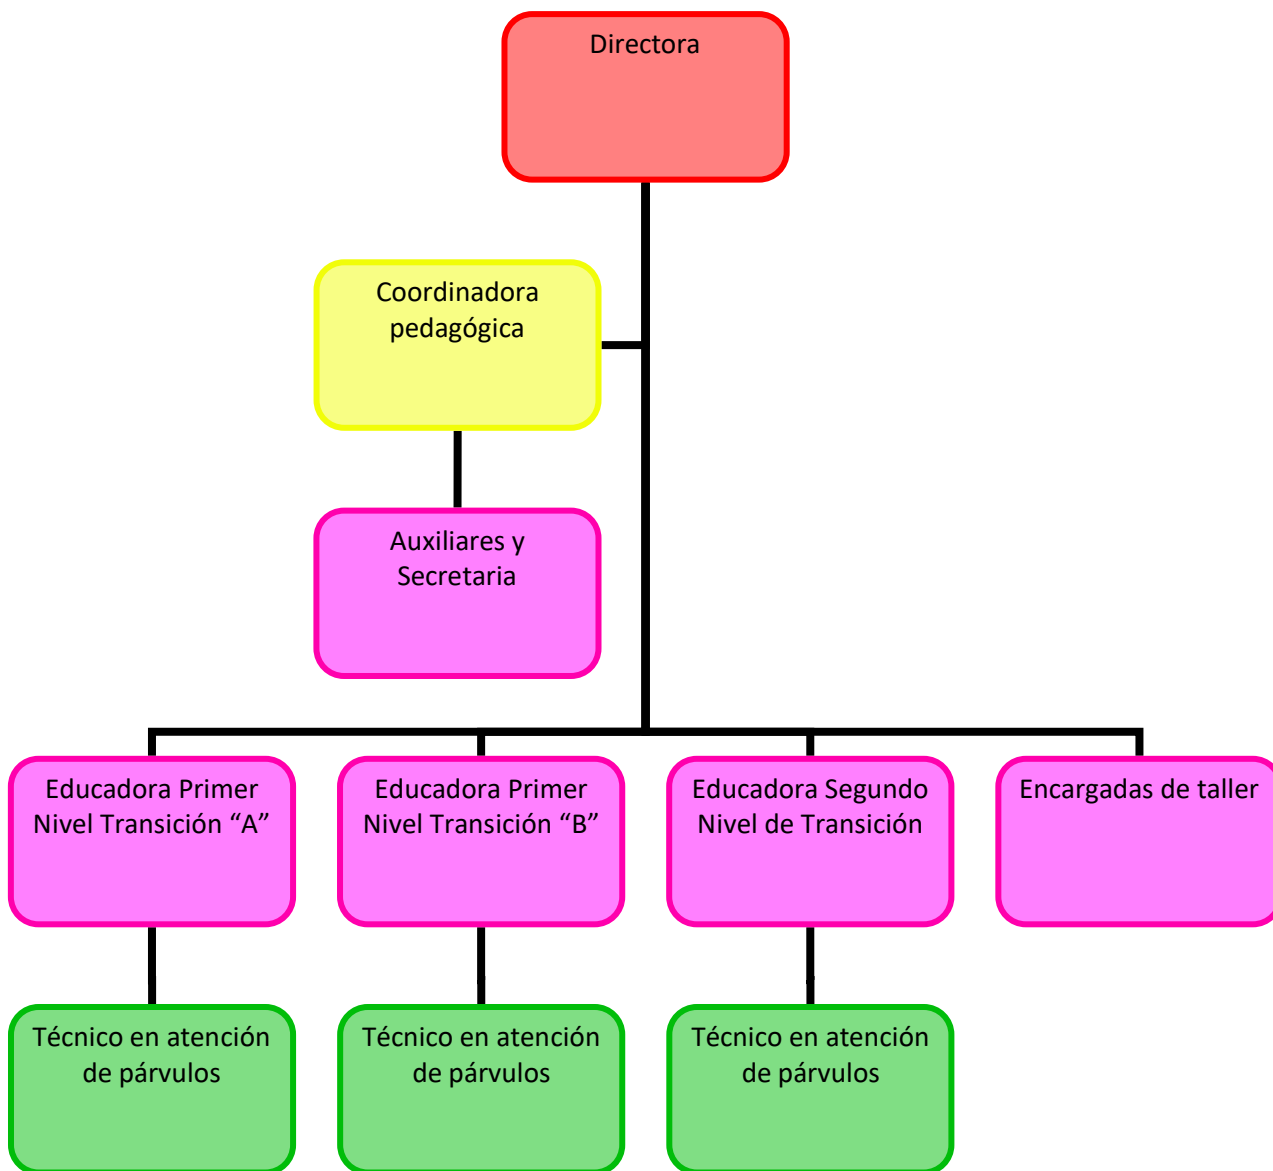 Directora
Coordinadora
pedagógica
Auxiliares y
Secretaria
Educadora Primer
Nivel Transición “A”
Educadora Primer
Nivel Transición “B”
Educadora Segundo
Nivel de Transición
Encargadas de taller
Técnico en atención
de párvulos
Técnico en atención
de párvulos
Técnico en atención
de párvulos